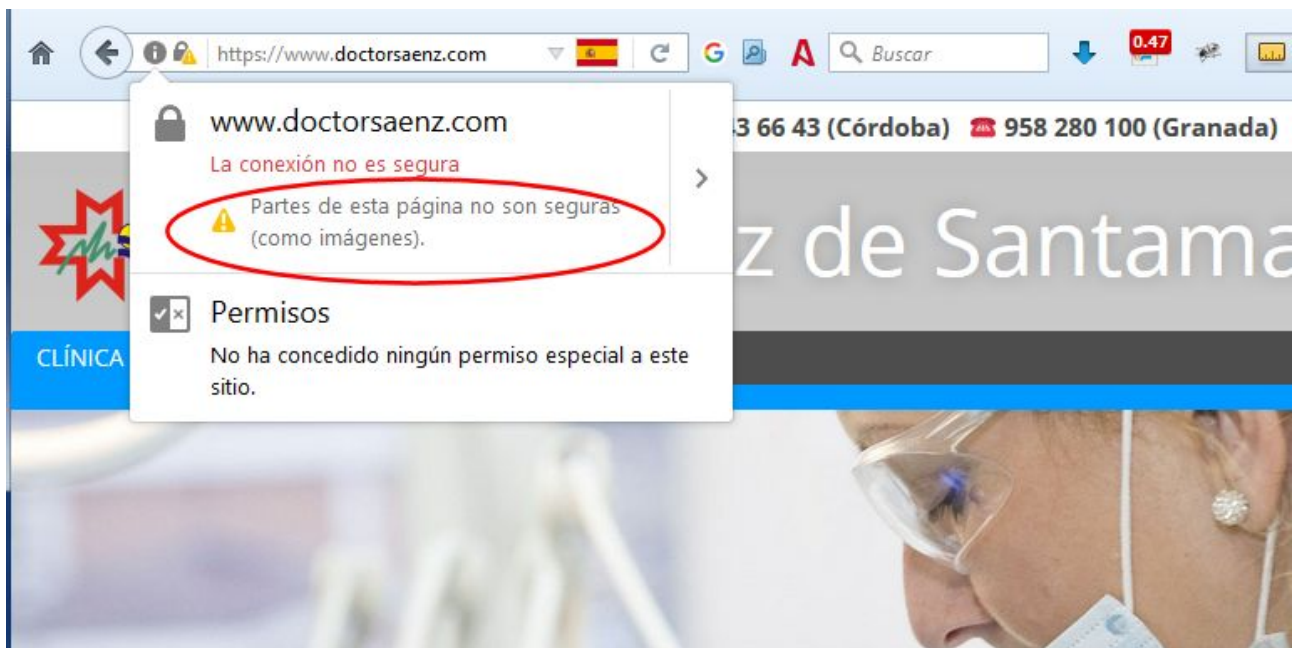 https://www.doctorsaenz.com
G
A
Buscar
0.47
www.doctorsaenz.com
La conexión no es segura
Partes de esta página no son seguras
(como imágenes).
3 66 43 (Córdoba) 958 280 100 (Granada)
z de Santama
Permisos
No ha concedido ningún permiso especial a este
sitio.
CLÍNICA